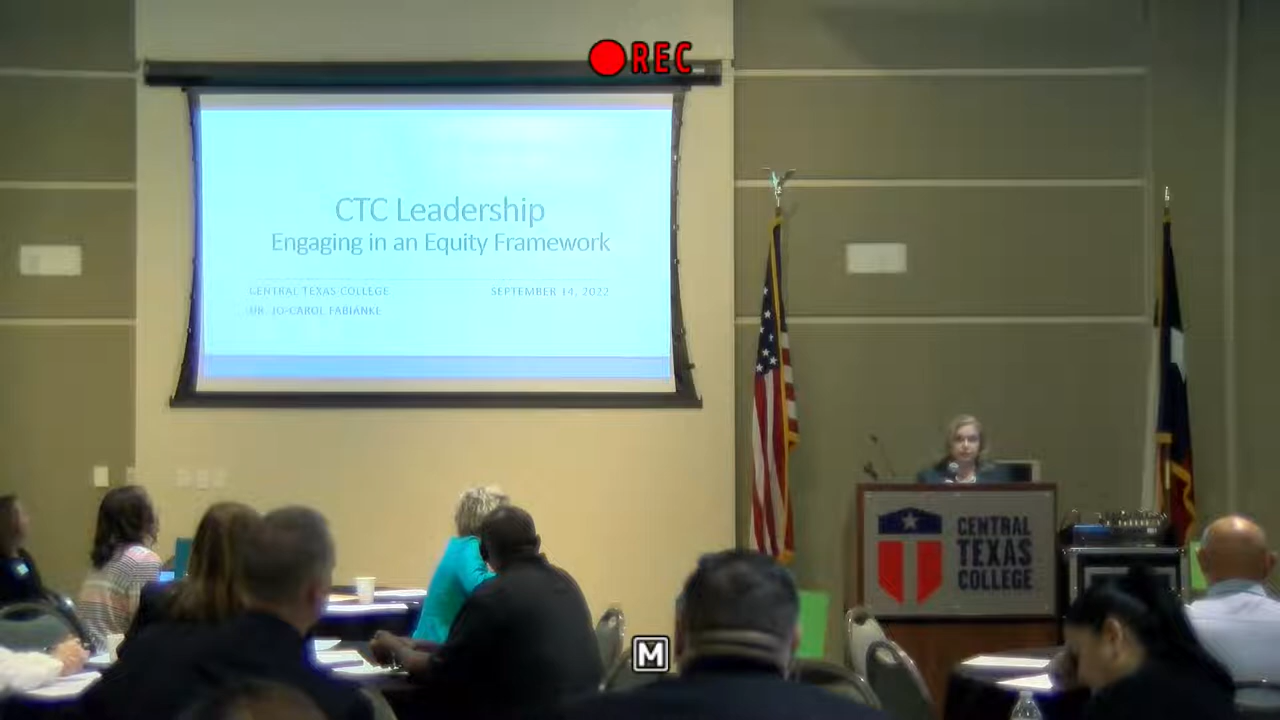 REC
CTC Leadership
Engaging in an Equity Framework
CENTRAL TEXAS COLLEGE
SEPTEMBER 14, 2022
DR. JO-CAROL FABIANKE
CENTRAL
TEXAS
COLLEGE
M